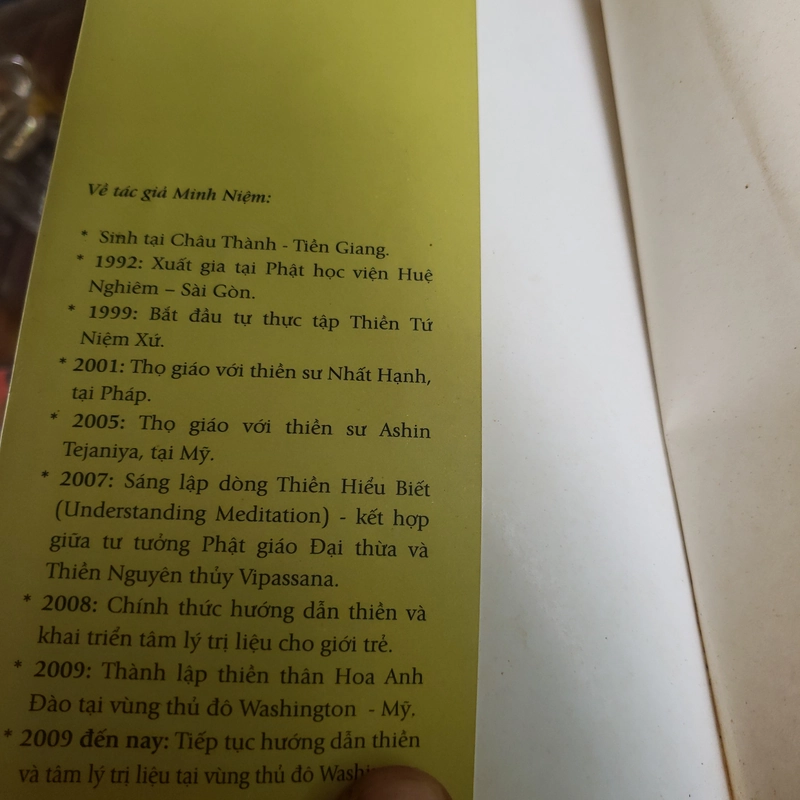 Về tác giả Minh Niệm:
* Sinh tại Châu Thành - Tiền Giang.
* 1992: Xuất gia tại Phật học viện Huệ
Nghiêm – Sài Gòn.
* 1999: Bắt đầu tự thực tập Thiền Tứ
Niệm Xứ.
* 2001: Thọ giáo với thiền sư Nhất Hạnh,
tại Pháp.
* 2005: Thọ giáo với thiền sư Ashin
Tejaniya, tại Mỹ.
* 2007: Sáng lập dòng Thiền Hiểu Biết
(Understanding Meditation) - kết hợp
giữa tư tưởng Phật giáo Đại thừa và
Thiền Nguyên thủy Vipassana.
* 2008: Chính thức hướng dẫn thiền và
khai triển tâm lý trị liệu cho giới trẻ.
* 2009: Thành lập thiền thân Hoa Anh
Đào tại vùng thủ đô Washington - Mỹ.
* 2009 đến nay: Tiếp tục hướng dẫn thiền
và tâm lý trị liệu tại vùng thủ đô